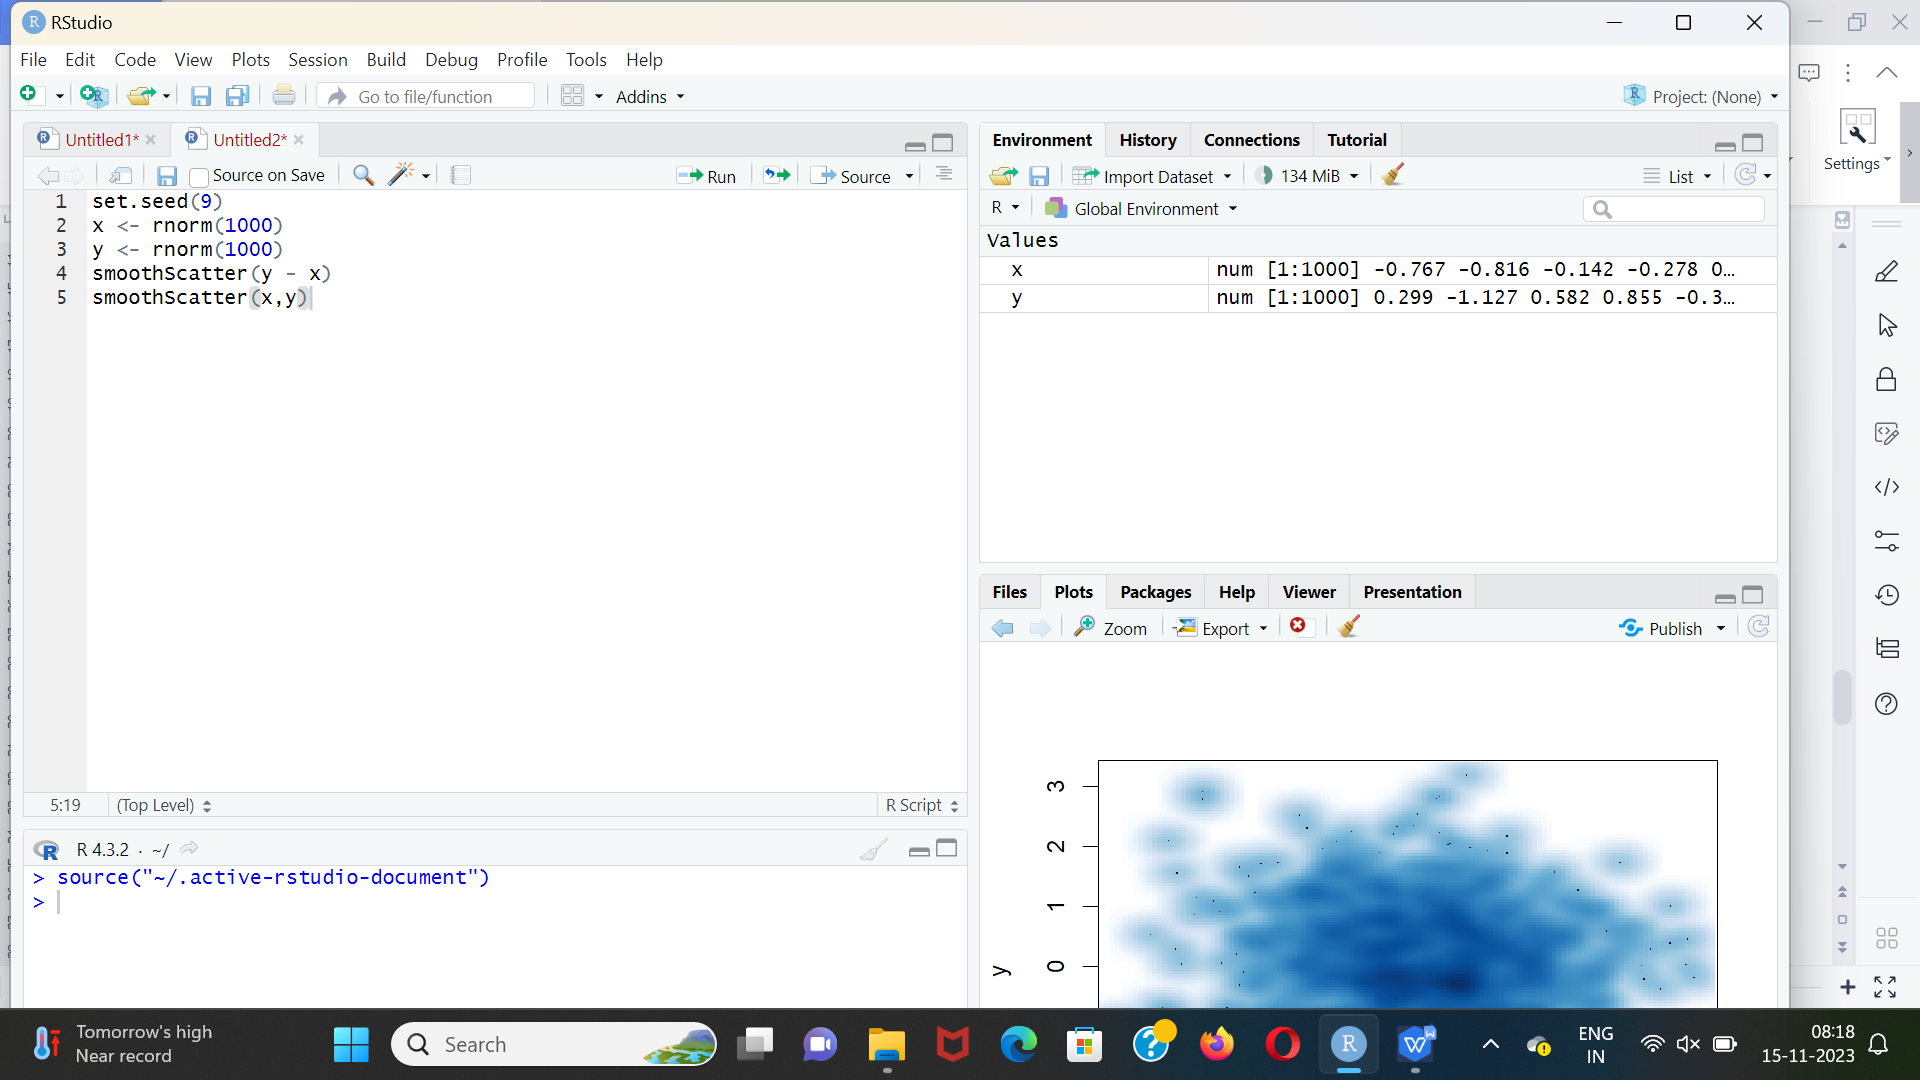 RStudio
File Edit Code View Plots Session Build Debug Profile Tools Help
Go to file/function Addins Project: (None)
Untitled1* Untitled2*
Source on Save Run Source
1 set.seed(9)
2 x <- rnorm(1000)
3 y <- rnorm(1000)
4 smoothScatter(y - x)
5 smoothScatter(x,y)
5:19 (Top Level) R Script
R 4.3.2 · ~/
> source("~/.active-rstudio-document")
>
Environment History Connections Tutorial
Import Dataset 134 MiB List
R Global Environment
Values
x num [1:1000] -0.767 -0.816 -0.142 -0.278 0…
y num [1:1000] 0.299 -1.127 0.582 0.855 -0.3…
Files Plots Packages Help Viewer Presentation
Zoom Export Publish
3
2
1
0
y
Settings
Tomorrow's high
Near record
Search
ENG
IN
08:18
15-11-2023